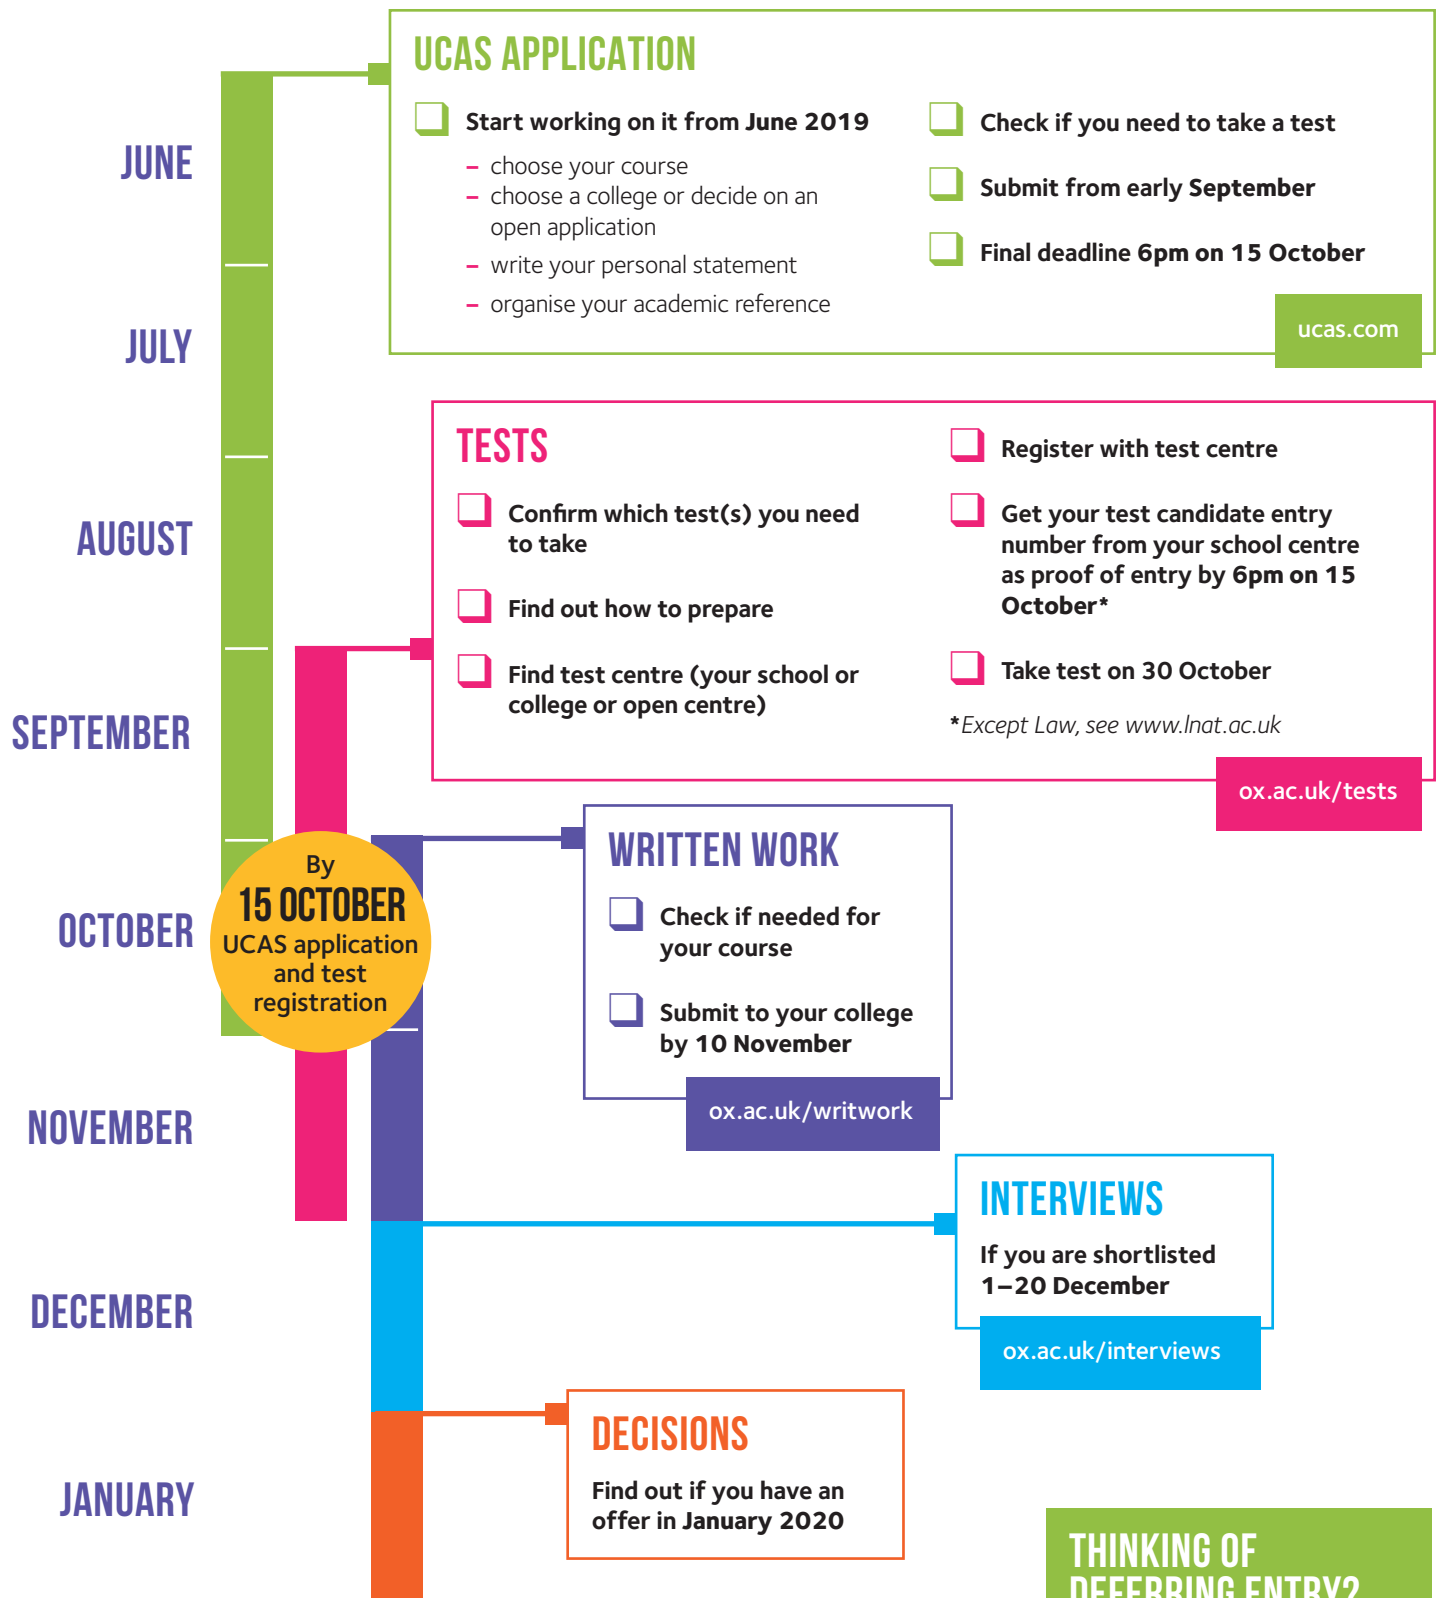 UCAS APPLICATION
Start working on it from June 2019
– choose your course
– choose a college or decide on an
open application
– write your personal statement
– organise your academic reference
Check if you need to take a test
Submit from early September
Final deadline 6pm on 15 October
ucas.com
JUNE
JULY
AUGUST
SEPTEMBER
OCTOBER
NOVEMBER
DECEMBER
JANUARY
TESTS
Confirm which test(s) you need
to take
Find out how to prepare
Find test centre (your school or
college or open centre)
Register with test centre
Get your test candidate entry
number from your school centre
as proof of entry by 6pm on 15
October*
Take test on 30 October
*Except Law, see www.lnat.ac.uk
ox.ac.uk/tests
By
15 OCTOBER
UCAS application
and test
registration
WRITTEN WORK
Check if needed for
your course
Submit to your college
by 10 November
ox.ac.uk/writwork
INTERVIEWS
If you are shortlisted
1–20 December
ox.ac.uk/interviews
DECISIONS
Find out if you have an
offer in January 2020
THINKING OF
DEFERRING ENTRY?